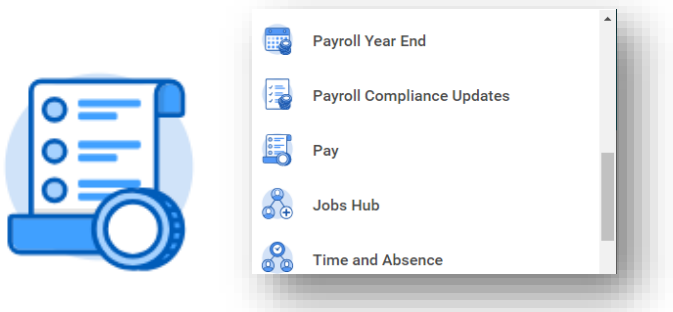 Payroll Year End
Payroll Compliance Updates
Pay
Jobs Hub
Time and Absence